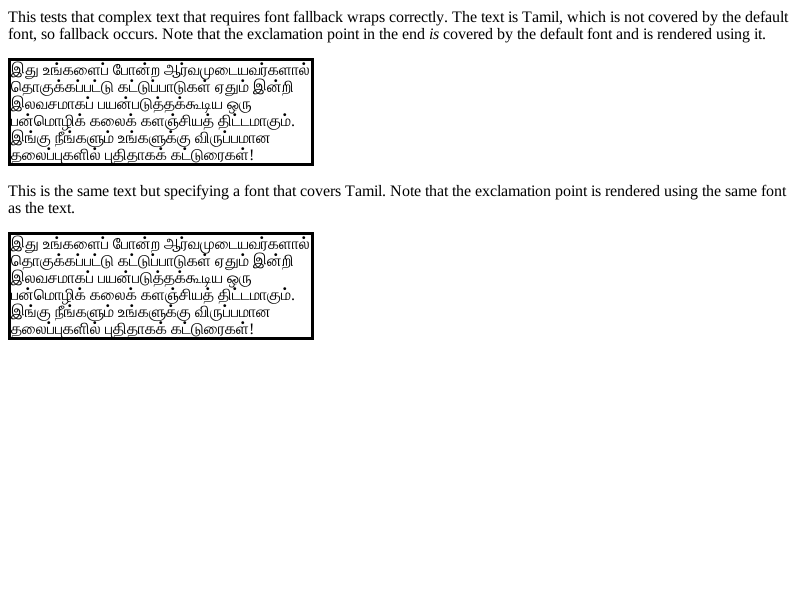 This tests that complex text that requires font fallback wraps correctly. The text is Tamil, which is not covered by the default
font, so fallback occurs. Note that the exclamation point in the end is covered by the default font and is rendered using it.
இது உங்களைப் போன்ற ஆர்வமுடையவர்களால்
தொகுக்கப்பட்டு கட்டுப்பாடுகள் ஏதும் இன்றி
இலவசமாகப் பயன்படுத்தக்கூடிய ஒரு
பன்மொழிக் கலைக் களஞ்சியத் திட்டமாகும்.
இங்கு நீங்களும் உங்களுக்கு விருப்பமான
தலைப்புகளில் புதிதாகக் கட்டுரைகள்!
This is the same text but specifying a font that covers Tamil. Note that the exclamation point is rendered using the same font
as the text.
இது உங்களைப் போன்ற ஆர்வமுடையவர்களால்
தொகுக்கப்பட்டு கட்டுப்பாடுகள் ஏதும் இன்றி
இலவசமாகப் பயன்படுத்தக்கூடிய ஒரு
பன்மொழிக் கலைக் களஞ்சியத் திட்டமாகும்.
இங்கு நீங்களும் உங்களுக்கு விருப்பமான
தலைப்புகளில் புதிதாகக் கட்டுரைகள்!